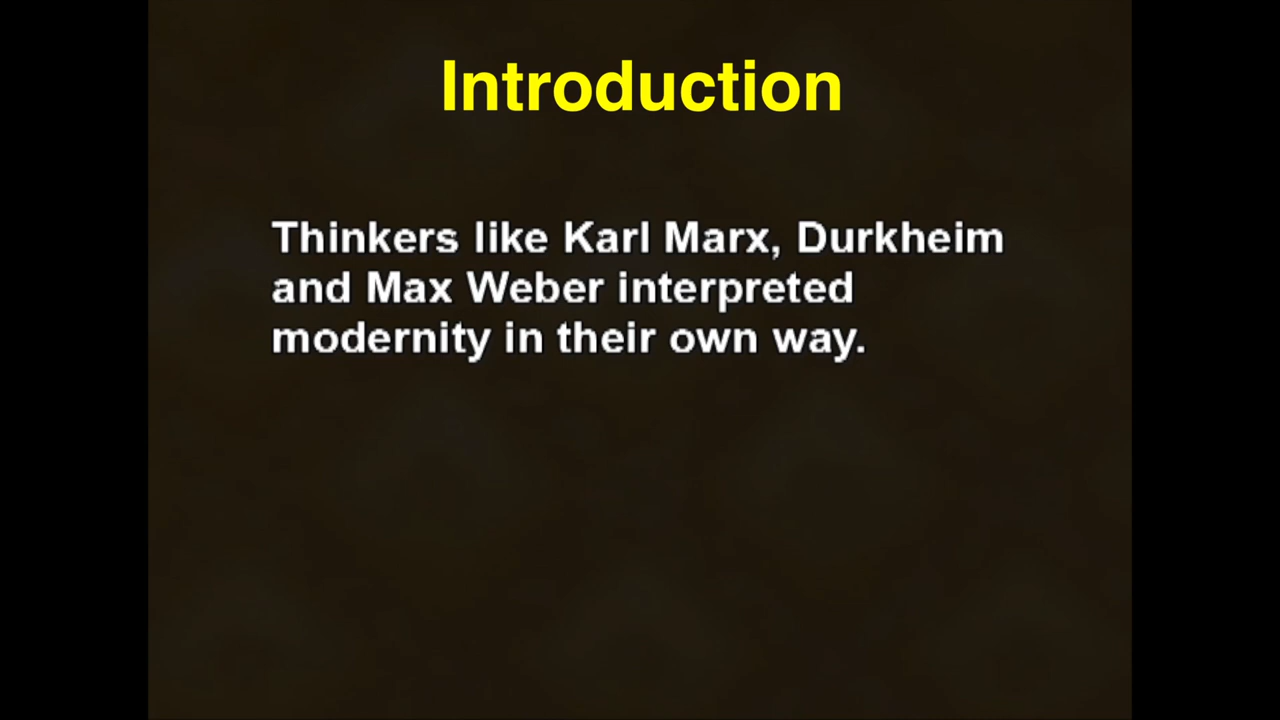 Introduction
Thinkers like Karl Marx, Durkheim
and Max Weber interpreted
modernity in their own way.